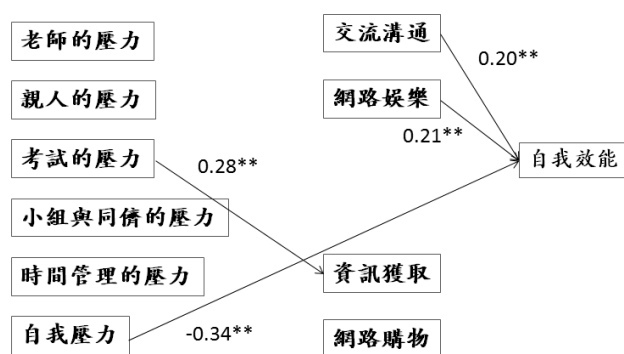 老師的壓力
親人的壓力
考試的壓力
小組與同儕的壓力
時間管理的壓力
自我壓力
交流溝通
網路娛樂
資訊獲取
網路購物
自我效能
0.20**
0.21**
0.28**
-0.34**